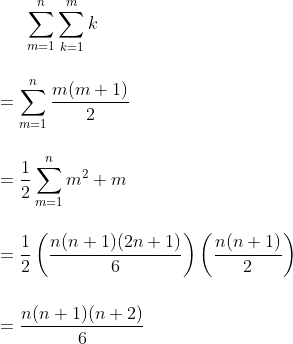 \sum_{m=1}^{n} \sum_{k=1}^{m} k
= \sum_{m=1}^{n} \frac{m(m+1)}{2}
= \frac{1}{2} \sum_{m=1}^{n} m^2 + m
= \frac{1}{2} \left( \frac{n(n+1)(2n+1)}{6} \right) \left( \frac{n(n+1)}{2} \right)
= \frac{n(n+1)(n+2)}{6}